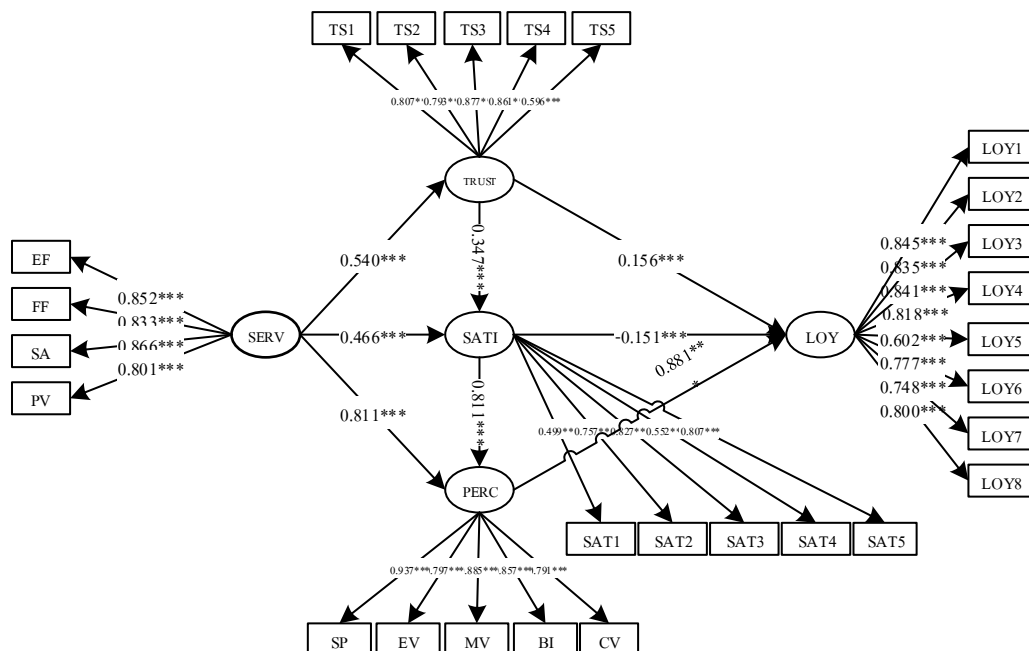 TS1 TS2 TS3 TS4 TS5
0.807* 0.793* 0.877* 0.861* 0.596***
TRUST
LOY1
LOY2
LOY3
LOY4
LOY5
LOY6
LOY7
LOY8
0.845***
0.835***
0.841***
0.818***
0.602***
0.777***
0.748***
0.800***
EF
FF
SA
PV
0.852***
0.833***
0.866***
0.801***
SERV
0.540***
0.347***
0.156***
0.466***
SATI
-0.151***
LOY
0.811***
0.811***
0.881**
*
0.499** 0.757** 0.827** 0.552** 0.807***
PERC
SAT1 SAT2 SAT3 SAT4 SAT5
0.937*** .797*** .885*** .857*** .791***
SP EV MV BI CV